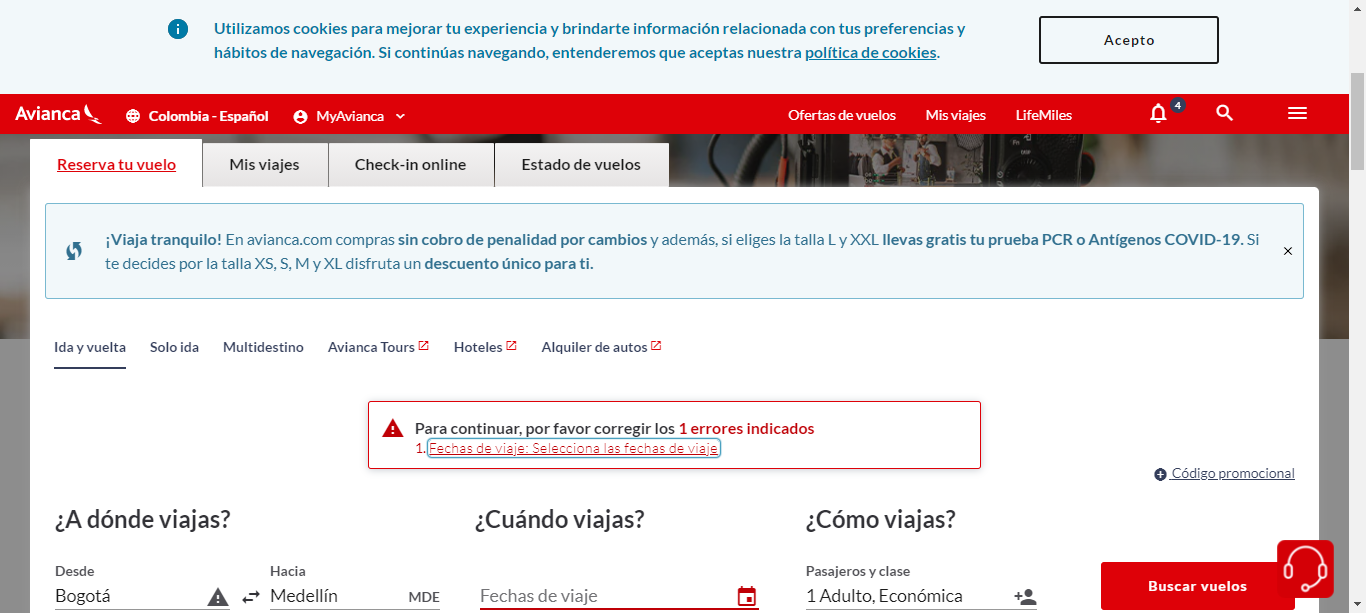 Utilizamos cookies para mejorar tu experiencia y brindarte información relacionada con tus preferencias y
hábitos de navegación. Si continúas navegando, entenderemos que aceptas nuestra política de cookies.
Acepto
Avianca
Colombia - Español
MyAvianca
Ofertas de vuelos
Mis viajes
LifeMiles
4
Reserva tu vuelo
Mis viajes
Check-in online
Estado de vuelos
¡Viaja tranquilo! En avianca.com compras sin cobro de penalidad por cambios y además, si eliges la talla L y XXL llevas gratis tu prueba PCR o Antígenos COVID-19. Si
te decides por la talla XS, S, M y XL disfruta un descuento único para ti.
Ida y vuelta
Solo ida
Multidestino
Avianca Tours
Hoteles
Alquiler de autos
Para continuar, por favor corregir los 1 errores indicados
1. Fechas de viaje: Selecciona las fechas de viaje
Código promocional
¿A dónde viajas?
¿Cuándo viajas?
¿Cómo viajas?
Desde
Hacia
Pasajeros y clase
Bogotá
Medellín
MDE
Fechas de viaje
1 Adulto, Económica
Buscar vuelos